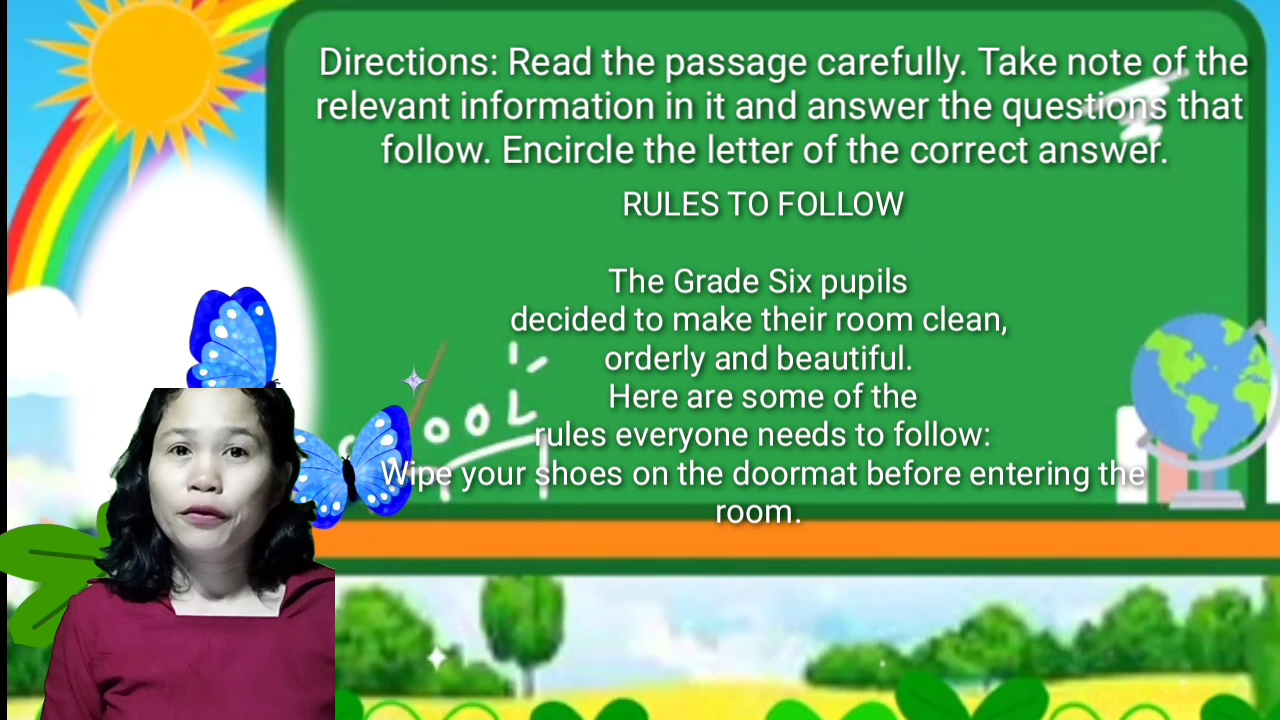 Directions: Read the passage carefully. Take note of the
relevant information in it and answer the questions that
follow. Encircle the letter of the correct answer.
RULES TO FOLLOW
The Grade Six pupils
decided to make their room clean,
orderly and beautiful.
Here are some of the
rules everyone needs to follow:
Wipe your shoes on the doormat before entering the
room.